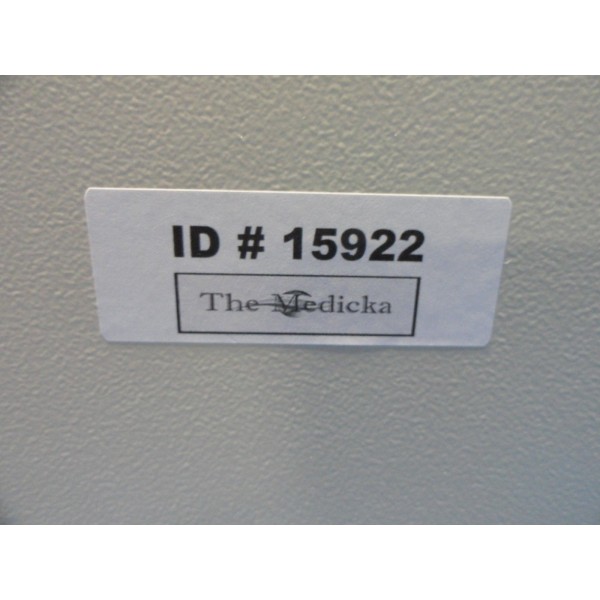 ID # 15922
The Medicka